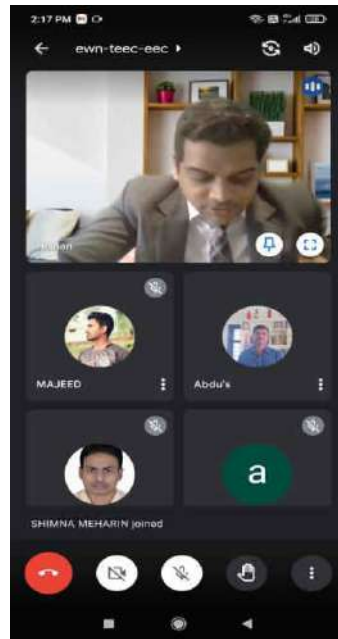 2:17 PM
ewn-teec-eec
MAJEED
Abdu's
a
SHIMNA MEHARIN joined